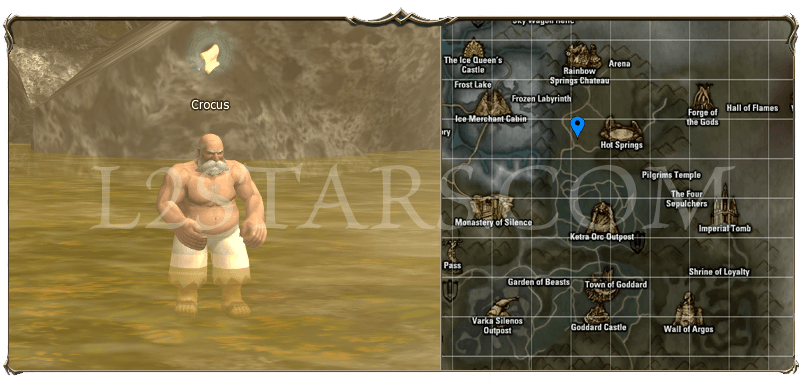 Crocus
L2STARS.COM
Sky Wagon Relic
The Ice Queen's
Castle
Rainbow
Springs Chateau
Arena
Frost Lake
Frozen Labyrinth
Ice Merchant Cabin
Forge of
the Gods
Hall of Flames
Hot Springs
Pilgrims Temple
The Four
Sepulchers
Monastery of Silence
Imperial Tomb
Ketra Orc Outpost
Pass
Shrine of Loyalty
Garden of Beasts
Town of Goddard
Varka Silenos
Outpost
Goddard Castle
Wall of Argos